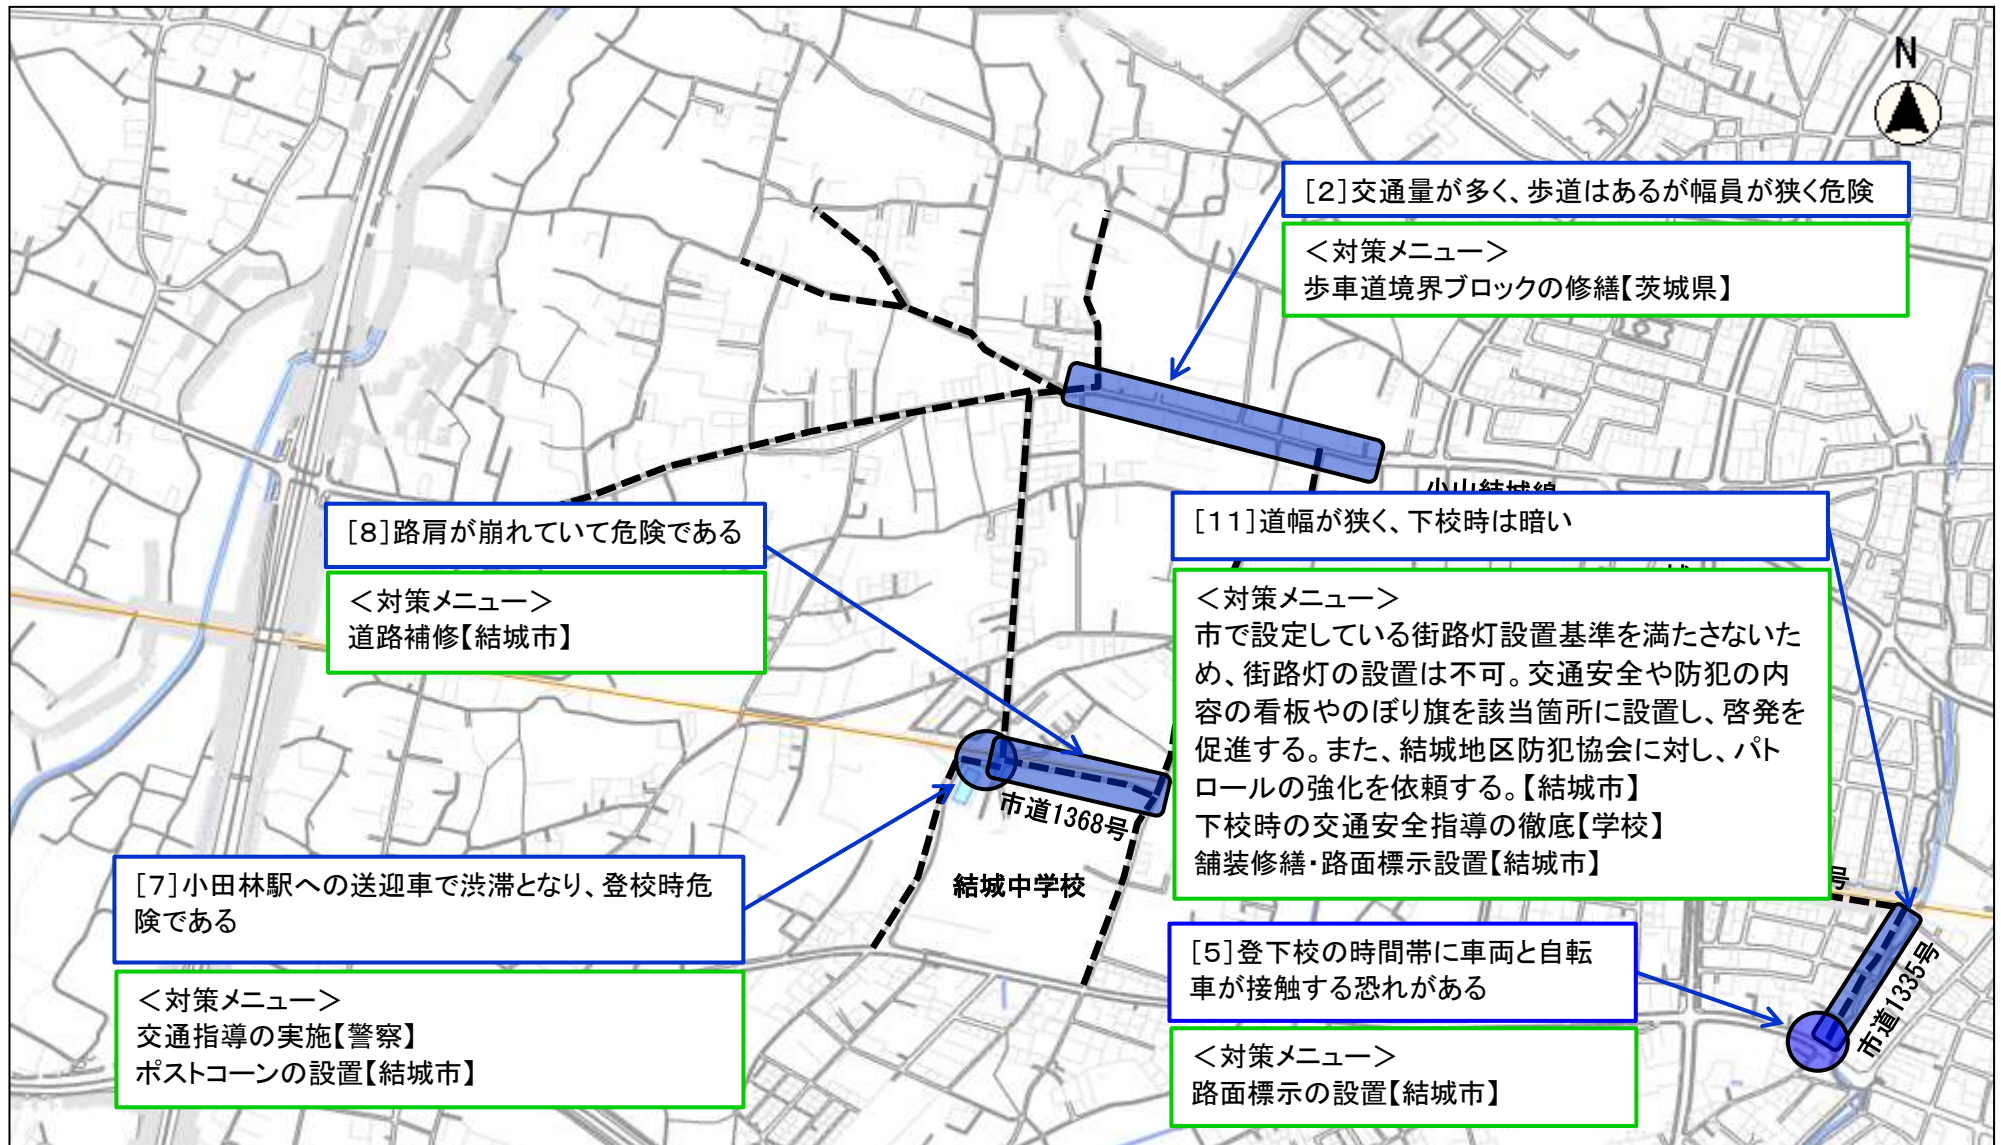 N
[2]交通量が多く、歩道はあるが幅員が狭く危険
＜対策メニュー＞
歩車道境界ブロックの修繕【茨城県】
小山結城線
[8]路肩が崩れていて危険である
＜対策メニュー＞
道路補修【結城市】
[11]道幅が狭く、下校時は暗い
＜対策メニュー＞
市で設定している街路灯設置基準を満たさないた
め、街路灯の設置は不可。交通安全や防犯の内
容の看板やのぼり旗を該当箇所に設置し、啓発を
促進する。また、結城地区防犯協会に対し、パト
ロールの強化を依頼する。【結城市】
下校時の交通安全指導の徹底【学校】
舗装修繕・路面標示設置【結城市】
号
市道1368号
結城中学校
[7]小田林駅への送迎車で渋滞となり、登校時危
険である
＜対策メニュー＞
交通指導の実施【警察】
ポストコーンの設置【結城市】
[5]登下校の時間帯に車両と自転
車が接触する恐れがある
＜対策メニュー＞
路面標示の設置【結城市】
市道1335号